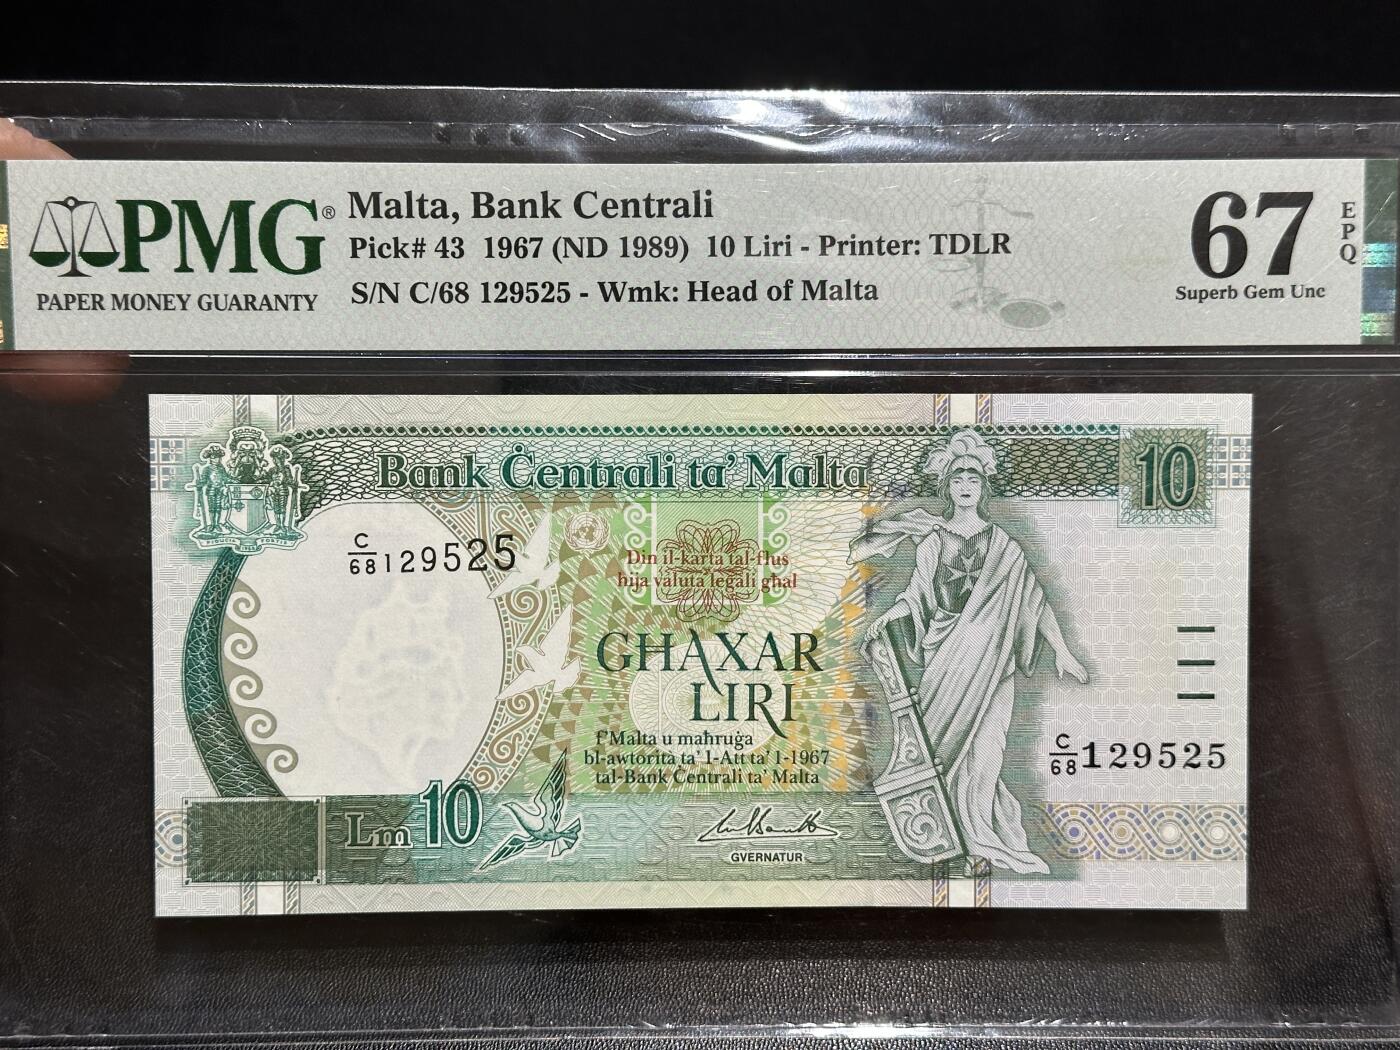 PMG®
PAPER MONEY GUARANTY
Malta, Bank Centrali
Pick# 43 1967 (ND 1989) 10 Liri - Printer: TDLR
S/N C/68 129525 - Wmk: Head of Malta
67
EPQ
Superb Gem Unc
Bank Ċentrali ta' Malta
10
C/68 129525
Din il-karta tal-flus
hija valuta legali għal
GĦAXAR
LIRI
f'Malta u maħruġa
bl-awtorita ta' l-Att ta' l-1967
tal-Bank Ċentrali ta' Malta
C/68 129525
Lm 10
GVERNATUR